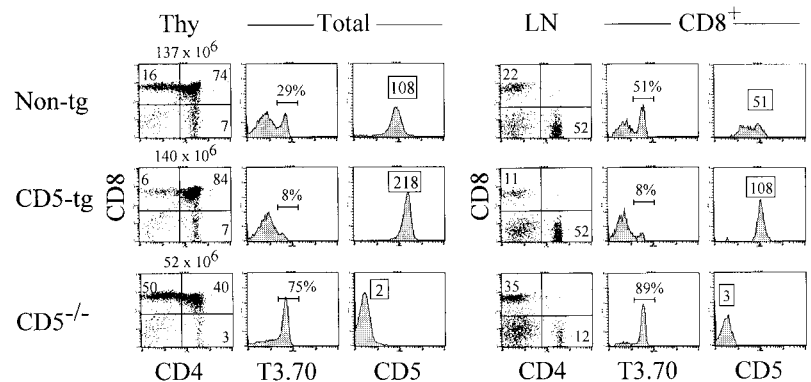 Thy Total LN CD8+
137 x 10^6
Non-tg 16 74 7 29% 108 22 52 51% 51
140 x 10^6
CD5-tg 6 84 7 8% 218 11 52 8% 108
CD8 CD8
52 x 10^6
CD5-/- 50 40 3 75% 2 35 12 89% 3
CD4 T3.70 CD5 CD4 T3.70 CD5